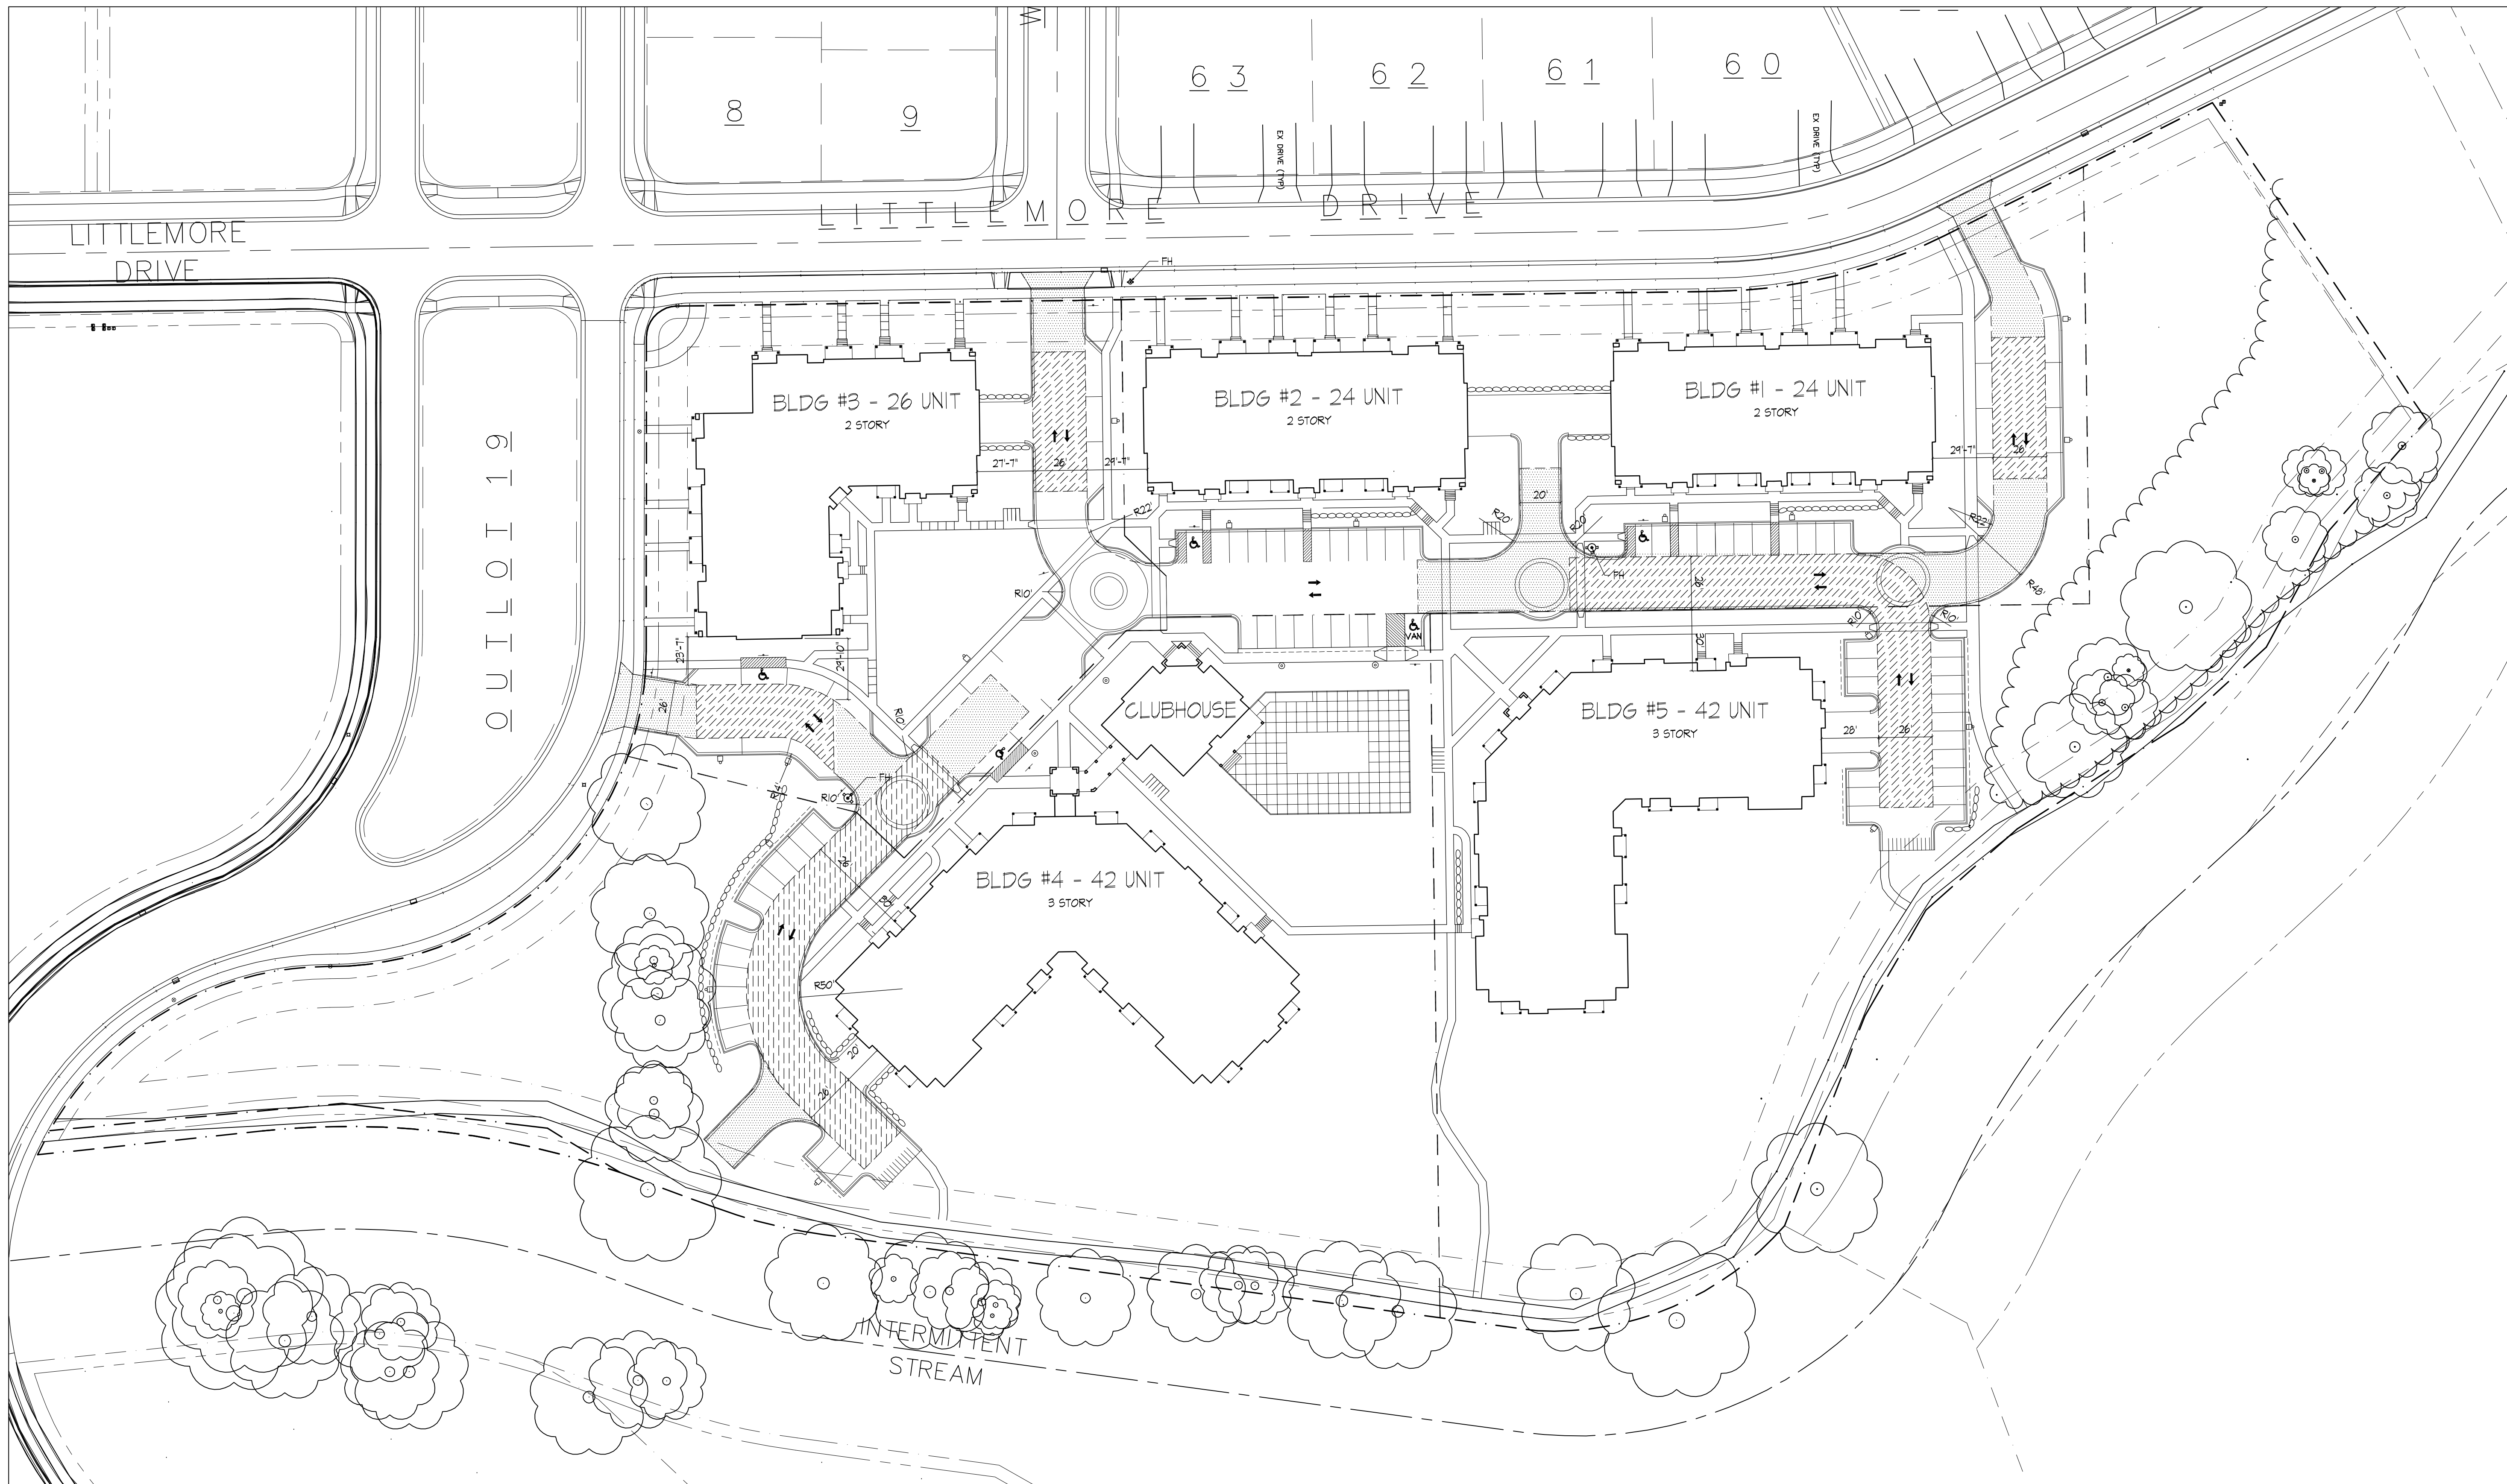 8
9
63
62
61
60
EX DRIVE (TYP)
EX DRIVE (TYP)
LITTLEMORE DRIVE
LITTLEMORE
DRIVE
FH
OUTLOT 19
BLDG #3 - 26 UNIT
2 STORY
BLDG #2 - 24 UNIT
2 STORY
BLDG #1 - 24 UNIT
2 STORY
27'-7"
26'
29'-7"
29'-7"
26'
20'
R22'
R20'
R20'
R22'
FH
26'
R48'
R10'
R10'
R10'
VAN
30'
23'-7"
29'-10"
26'
R10'
CLUBHOUSE
BLDG #5 - 42 UNIT
3 STORY
28'
26'
FH
R10'
26'
BLDG #4 - 42 UNIT
3 STORY
30'
R50'
20'
26'
INTERMITTENT
STREAM